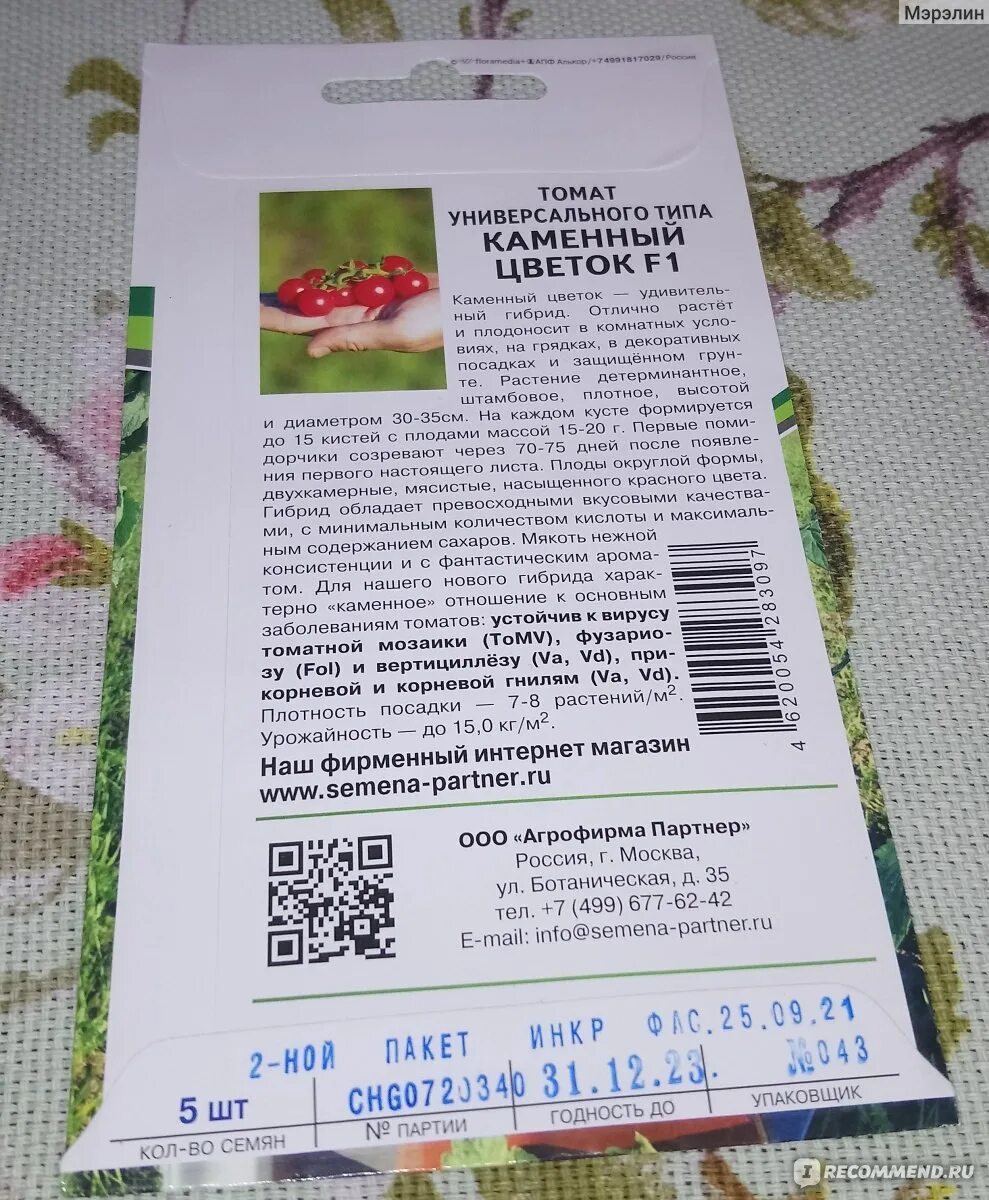 Мэрэлин
floramedia+ АПФ Алькор/+74991817029/Россия
ТОМАТ
УНИВЕРСАЛЬНОГО ТИПА
КАМЕННЫЙ
ЦВЕТОК F1
Каменный цветок — удивитель-
ный гибрид. Отлично растёт
и плодоносит в комнатных усло-
виях, на грядках, в декоративных
посадках и защищённом грун-
те. Растение детерминантное,
штамбовое, плотное, высотой
и диаметром 30-35см. На каждом кусте формируется
до 15 кистей с плодами массой 15-20 г. Первые поми-
дорчики созревают через 70-75 дней после появле-
ния первого настоящего листа. Плоды округлой формы,
двухкамерные, мясистые, насыщенного красного цвета.
Гибрид обладает превосходными вкусовыми качества-
ми, с минимальным количеством кислоты и максималь-
ным содержанием сахаров. Мякоть нежной
консистенции и с фантастическим арома-
том. Для нашего нового гибрида харак-
терно «каменное» отношение к основным
заболеваниям томатов: устойчив к вирусу
томатной мозаики (ToMV), фузарио-
зу (Fol) и вертициллёзу (Va, Vd), при-
корневой и корневой гнилям (Va, Vd).
Плотность посадки — 7-8 растений/м².
Урожайность — до 15,0 кг/м².
4 620054 283097
Наш фирменный интернет магазин
www.semena-partner.ru
ООО «Агрофирма Партнер»
Россия, г. Москва,
ул. Ботаническая, д. 35
тел. +7 (499) 677-62-42
E-mail: info@semena-partner.ru
2-НОЙ ПАКЕТ ИНКР ФАС.25.09.21
5 шт CHG0720340 31.12.23. №043
КОЛ-ВО СЕМЯН № ПАРТИИ ГОДНОСТЬ ДО УПАКОВЩИК
IRECOMMEND.RU